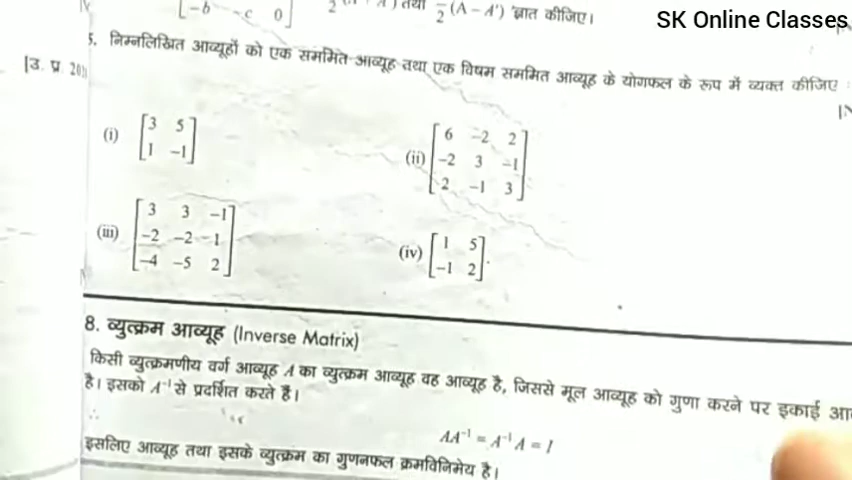 SK Online Classes
[-b -c 0] 1/2 (A - A') ज्ञात कीजिए।
5. निम्नलिखित आव्यूहों को एक सममित आव्यूह तथा एक विषम सममित आव्यूह के योगफल के रूप में व्यक्त कीजिए :
[उ. प्र.
(i) [3 5; 1 -1]
(ii) [6 -2 2; -2 3 -1; 2 -1 3]
(iii) [3 3 -1; -2 -2 -1; -4 -5 2]
(iv) [1 5; -1 2].
8. व्युत्क्रम आव्यूह (Inverse Matrix)
किसी व्युत्क्रमणीय वर्ग आव्यूह A का व्युत्क्रम आव्यूह वह आव्यूह है, जिससे मूल आव्यूह को गुणा करने पर इकाई
है। इसको A⁻¹ से प्रदर्शित करते हैं।
∴ AA⁻¹ = A⁻¹A = I
इसलिए आव्यूह तथा इसके व्युत्क्रम का गुणनफल क्रमविनिमेय है।